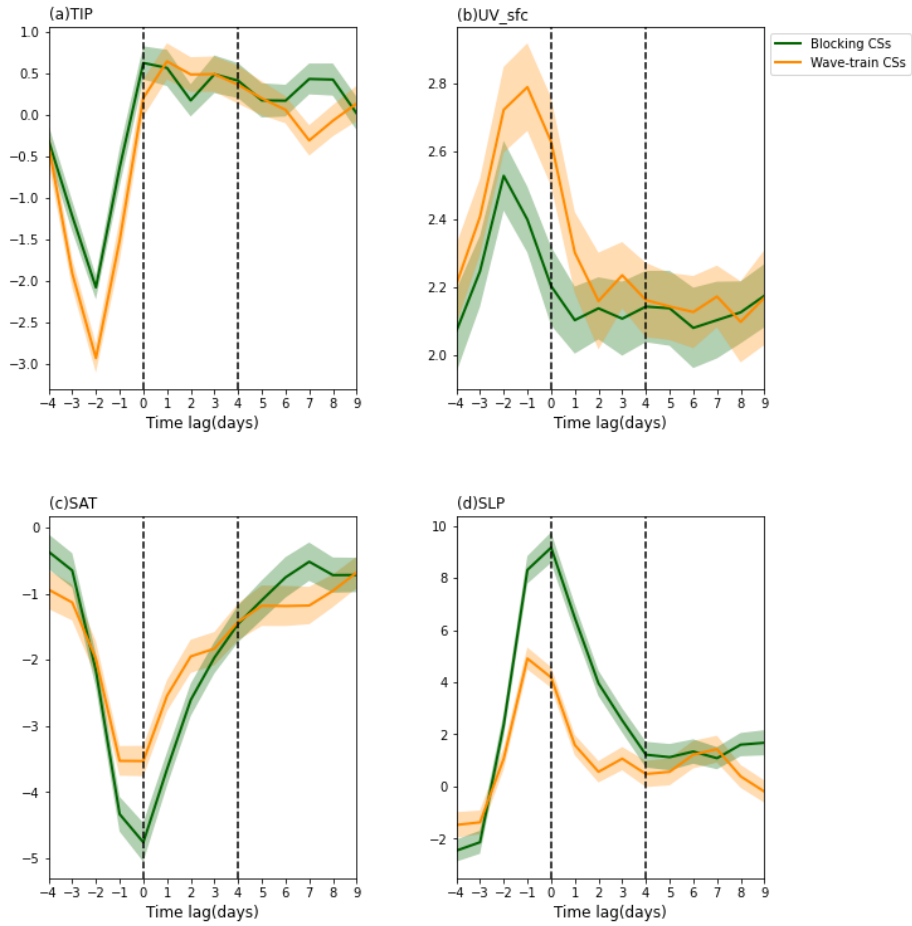 (a)TIP
1.0
0.5
0.0
−0.5
−1.0
−1.5
−2.0
−2.5
−3.0
−4 −3 −2 −1 0 1 2 3 4 5 6 7 8 9
Time lag(days)
(b)UV_sfc
2.8
2.6
2.4
2.2
2.0
−4 −3 −2 −1 0 1 2 3 4 5 6 7 8 9
Time lag(days)
Blocking CSs
Wave-train CSs
(c)SAT
0
−1
−2
−3
−4
−5
−4 −3 −2 −1 0 1 2 3 4 5 6 7 8 9
Time lag(days)
(d)SLP
10
8
6
4
2
0
−2
−4 −3 −2 −1 0 1 2 3 4 5 6 7 8 9
Time lag(days)